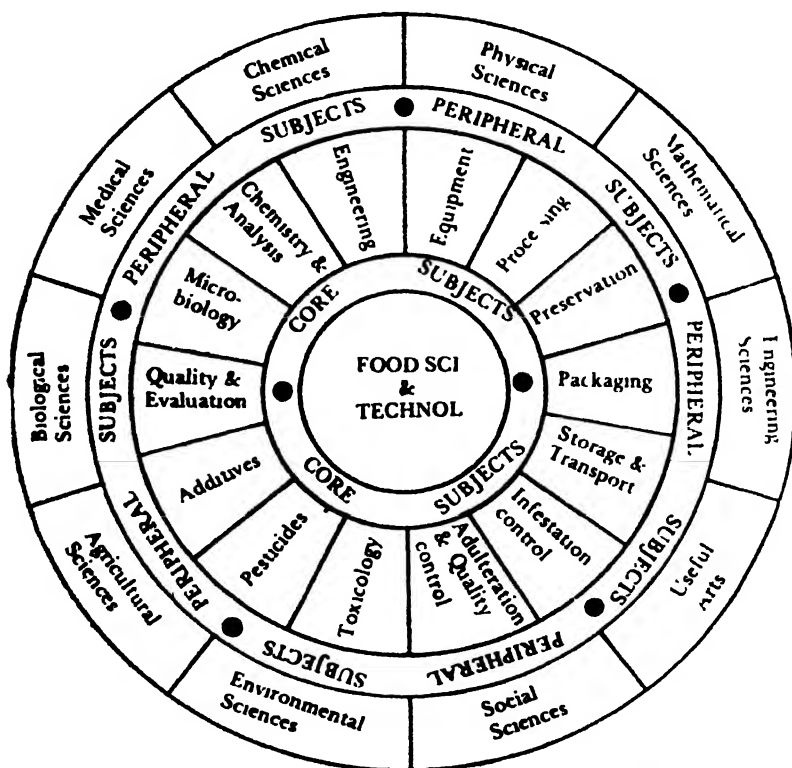 FOOD SCI
&
TECHNOL
CORE
SUBJECTS
CORE
SUBJECTS
Equipment
Processing
Preservation
Packaging
Storage &
Transport
Infestation
control
Adulteration
& Quality
control
Toxicology
Pesticides
Additives
Quality &
Evaluation
Micro-
biology
Chemistry &
Analysis
Engineering
PERIPHERAL
SUBJECTS
PERIPHERAL
SUBJECTS
PERIPHERAL
SUBJECTS
PERIPHERAL
SUBJECTS
PERIPHERAL
SUBJECTS
Physical
Sciences
Mathematical
Sciences
Engineering
Sciences
Useful
Arts
Social
Sciences
Environmental
Sciences
Agricultural
Sciences
Biological
Sciences
Medical
Sciences
Chemical
Sciences